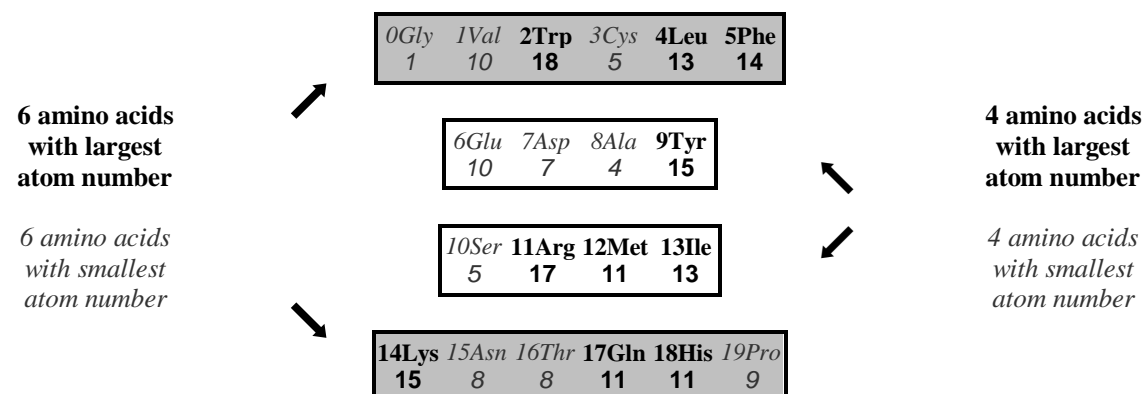 0Gly 1Val 2Trp 3Cys 4Leu 5Phe
1 10 18 5 13 14
6 amino acids
with largest
atom number
6Glu 7Asp 8Ala 9Tyr
10 7 4 15
4 amino acids
with largest
atom number
6 amino acids
with smallest
atom number
10Ser 11Arg 12Met 13Ile
5 17 11 13
4 amino acids
with smallest
atom number
14Lys 15Asn 16Thr 17Gln 18His 19Pro
15 8 8 11 11 9